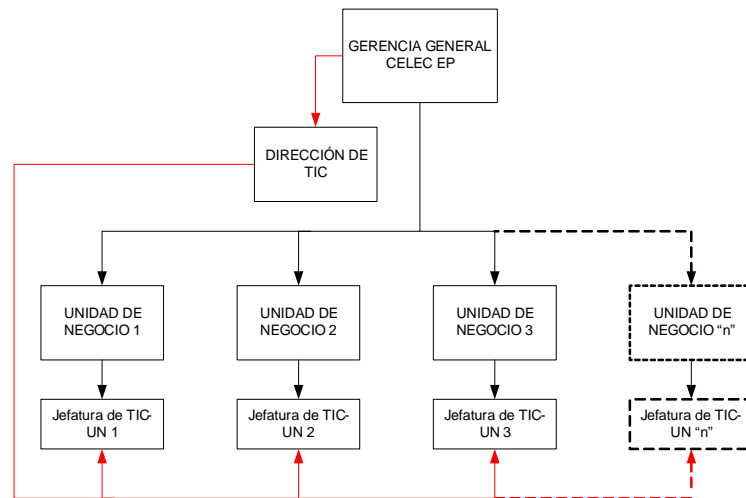 GERENCIA GENERAL
CELEC EP
DIRECCIÓN DE
TIC
UNIDAD DE
NEGOCIO 1
UNIDAD DE
NEGOCIO 2
UNIDAD DE
NEGOCIO 3
UNIDAD DE
NEGOCIO “n”
Jefatura de TIC-
UN 1
Jefatura de TIC-
UN 2
Jefatura de TIC-
UN 3
Jefatura de TIC-
UN “n”